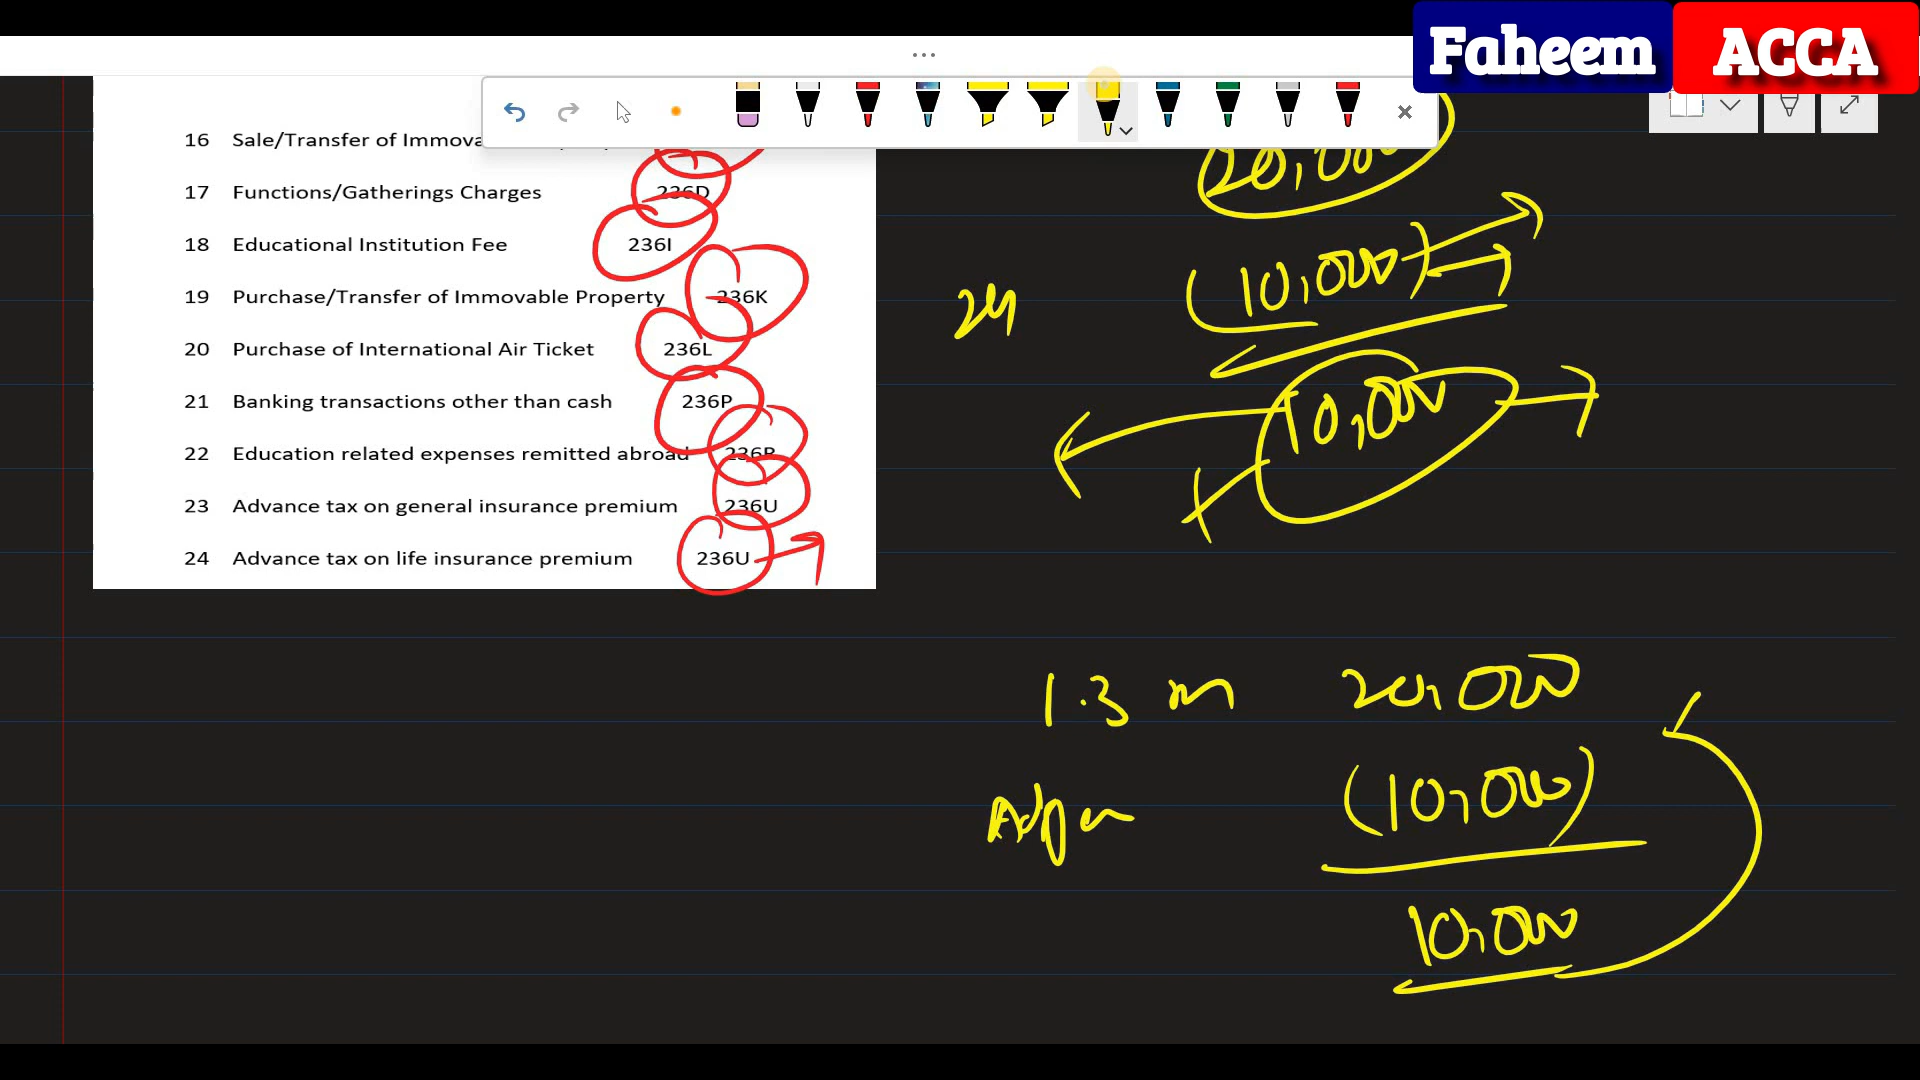 Faheem ACCA
16 Sale/Transfer of Immova
17 Functions/Gatherings Charges 236D
18 Educational Institution Fee 236I
19 Purchase/Transfer of Immovable Property 236K
20 Purchase of International Air Ticket 236L
21 Banking transactions other than cash 236P
22 Education related expenses remitted abroad
23 Advance tax on general insurance premium 236U
24 Advance tax on life insurance premium 236U
20,000
24 (10,000)
10,000
1.3 m 20,000
(10,000)
10,000